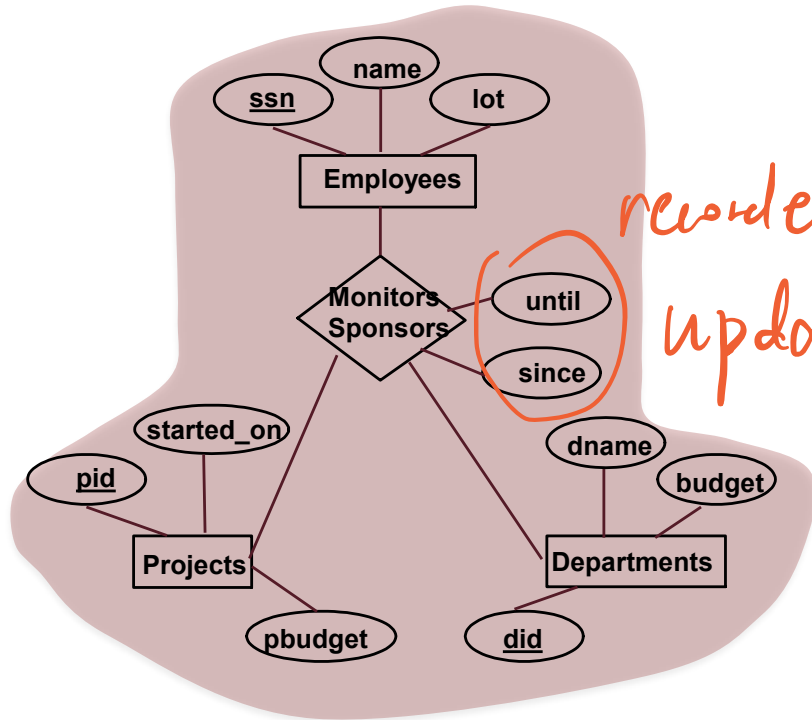 name
ssn
lot
Employees
Monitors
Sponsors
until
since
started_on
pid
dname
budget
Projects
Departments
pbudget
did